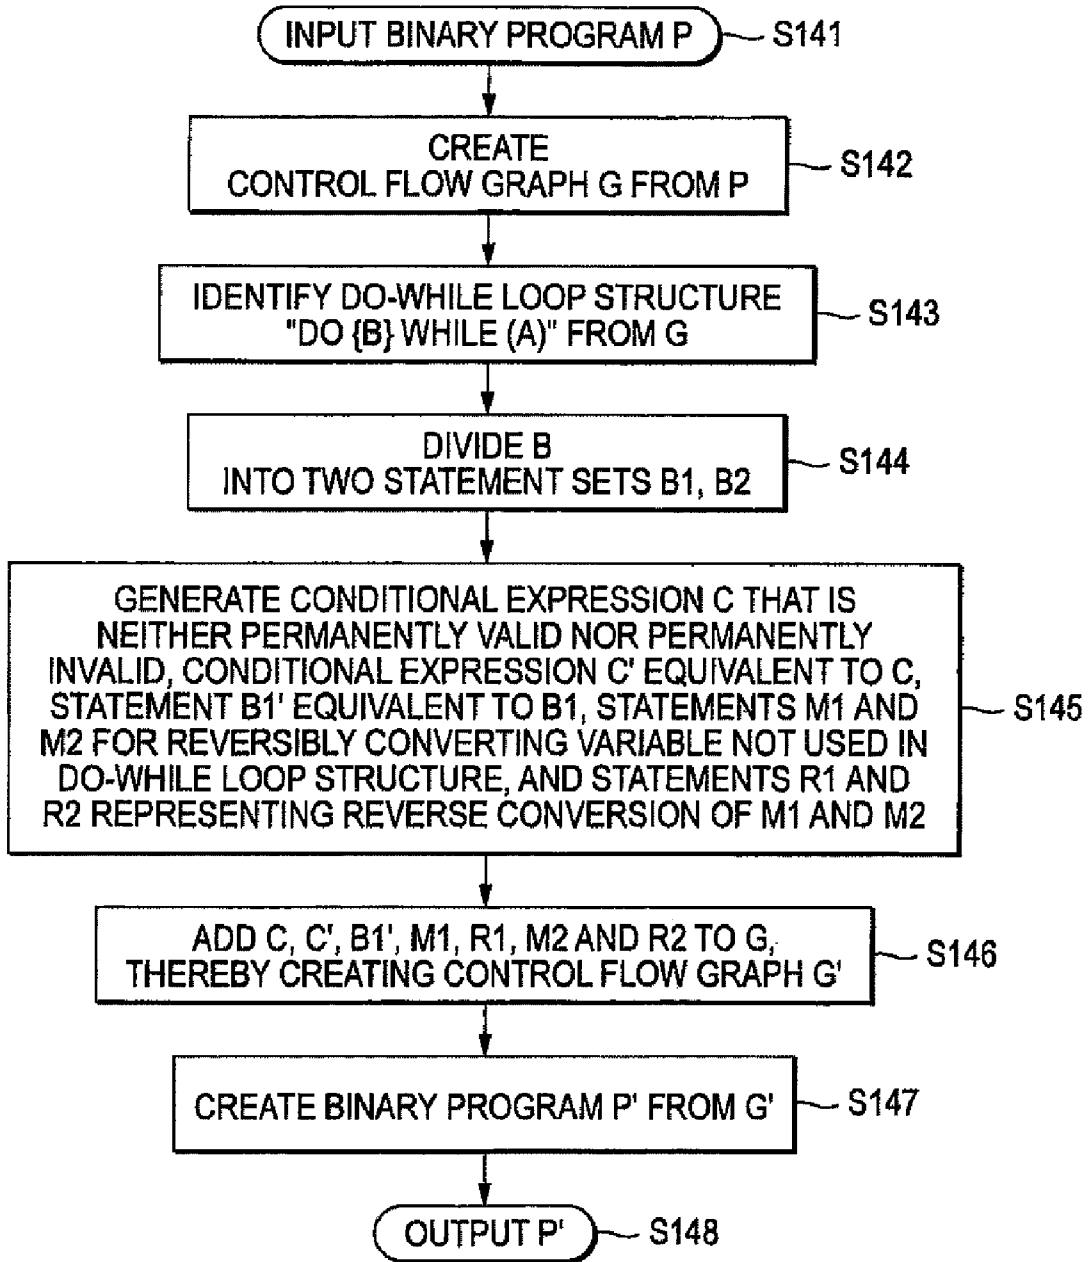 INPUT BINARY PROGRAM P
S141
CREATE
CONTROL FLOW GRAPH G FROM P
S142
IDENTIFY DO-WHILE LOOP STRUCTURE
"DO {B} WHILE (A)" FROM G
S143
DIVIDE B
INTO TWO STATEMENT SETS B1, B2
S144
GENERATE CONDITIONAL EXPRESSION C THAT IS
NEITHER PERMANENTLY VALID NOR PERMANENTLY
INVALID, CONDITIONAL EXPRESSION C' EQUIVALENT TO C,
STATEMENT B1' EQUIVALENT TO B1, STATEMENTS M1 AND
M2 FOR REVERSIBLY CONVERTING VARIABLE NOT USED IN
DO-WHILE LOOP STRUCTURE, AND STATEMENTS R1 AND
R2 REPRESENTING REVERSE CONVERSION OF M1 AND M2
S145
ADD C, C', B1', M1, R1, M2 AND R2 TO G,
THEREBY CREATING CONTROL FLOW GRAPH G'
S146
CREATE BINARY PROGRAM P' FROM G'
S147
OUTPUT P'
S148